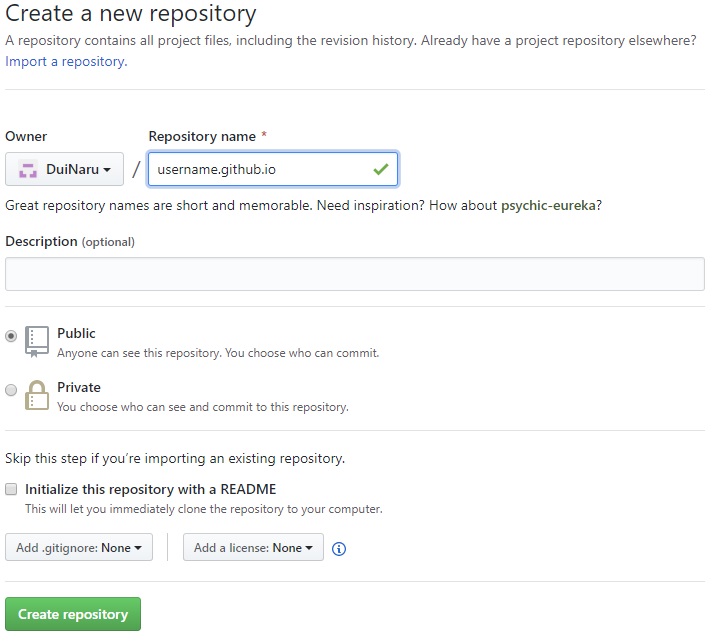 Create a new repository
A repository contains all project files, including the revision history. Already have a project repository elsewhere?
Import a repository.
Owner
Repository name *
DuiNaru
/
username.github.io
Great repository names are short and memorable. Need inspiration? How about psychic-eureka?
Description (optional)
Public
Anyone can see this repository. You choose who can commit.
Private
You choose who can see and commit to this repository.
Skip this step if you’re importing an existing repository.
Initialize this repository with a README
This will let you immediately clone the repository to your computer.
Add .gitignore: None
Add a license: None
Create repository